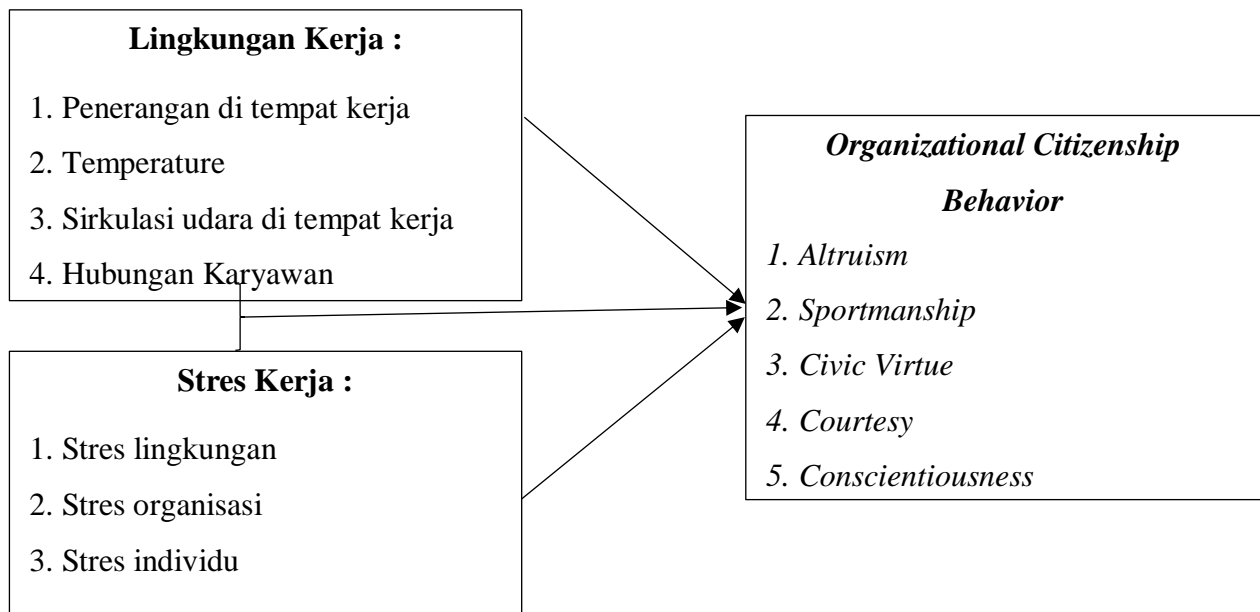 Lingkungan Kerja :
1. Penerangan di tempat kerja
2. Temperature
3. Sirkulasi udara di tempat kerja
4. Hubungan Karyawan
Stres Kerja :
1. Stres lingkungan
2. Stres organisasi
3. Stres individu
Organizational Citizenship
Behavior
1. Altruism
2. Sportmanship
3. Civic Virtue
4. Courtesy
5. Conscientiousness